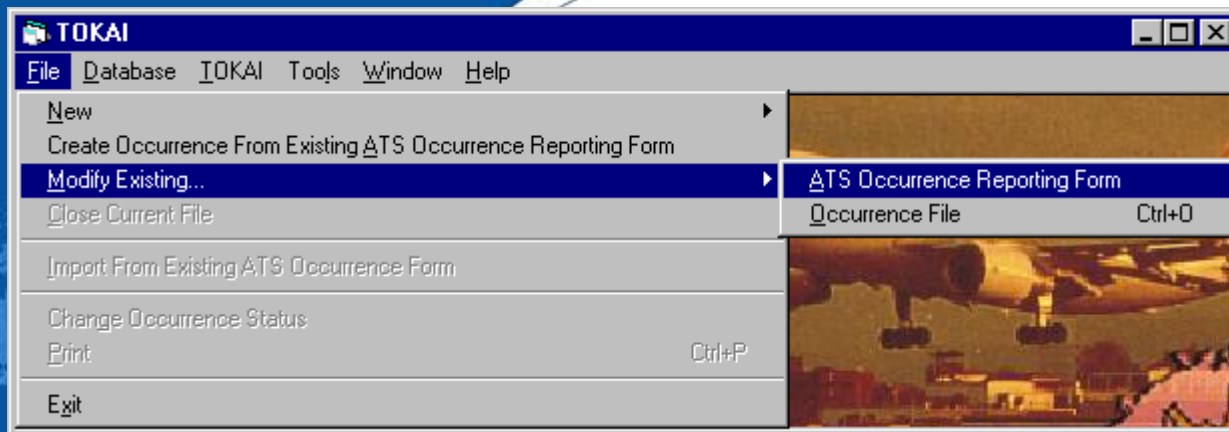 TOKAI
File Database TOKAI Tools Window Help
New
Create Occurrence From Existing ATS Occurrence Reporting Form
Modify Existing...
ATS Occurrence Reporting Form
Close Current File
Occurrence File Ctrl+O
Import From Existing ATS Occurrence Form
Change Occurrence Status
Print Ctrl+P
Exit